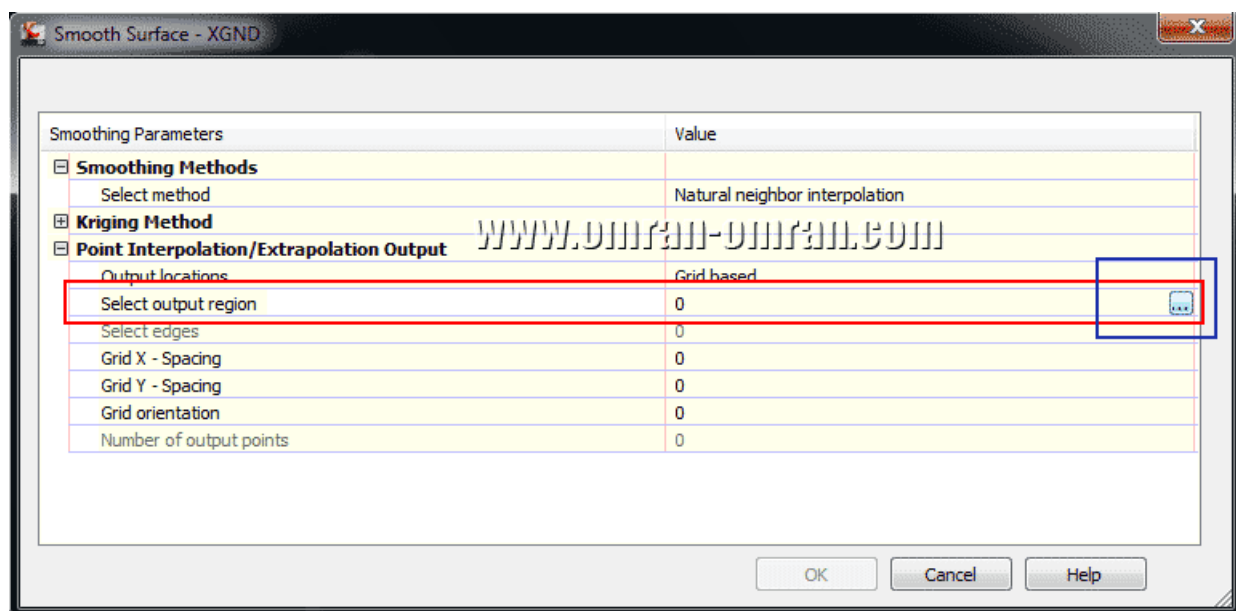 Smooth Surface - XGND
Smoothing Parameters Value
Smoothing Methods
Select method Natural neighbor interpolation
Kriging Method
www.omran-omran.com
Point Interpolation/Extrapolation Output
Output locations Grid based
Select output region 0 ...
Select edges 0
Grid X - Spacing 0
Grid Y - Spacing 0
Grid orientation 0
Number of output points 0
OK Cancel Help